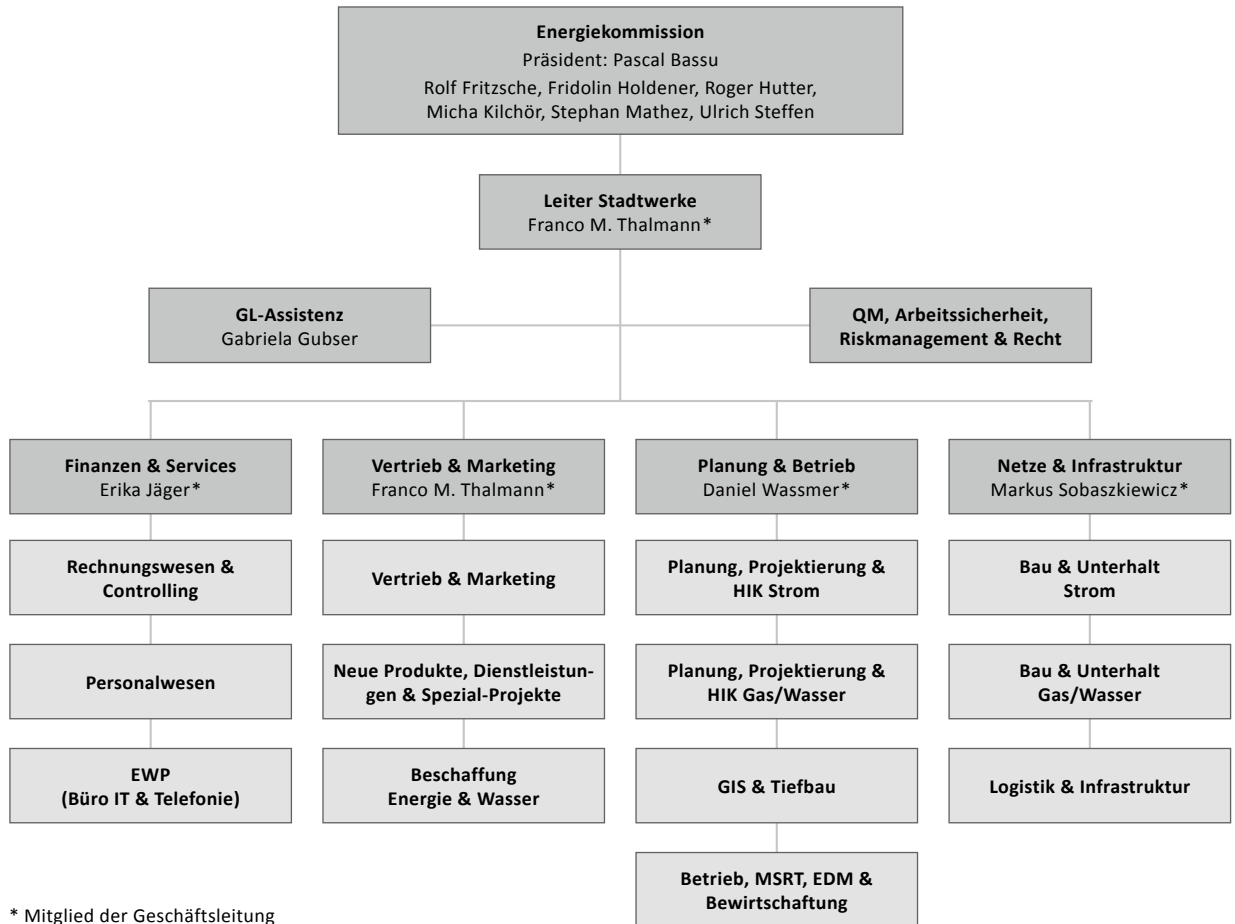 Energiekommission
Präsident: Pascal Bassu
Rolf Fritzsche, Fridolin Holdener, Roger Hutter,
Micha Kilchör, Stephan Mathez, Ulrich Steffen
Leiter Stadtwerke
Franco M. Thalmann*
GL-Assistenz
Gabriela Gubser
QM, Arbeitssicherheit,
Riskmanagement & Recht
Finanzen & Services
Erika Jäger*
Vertrieb & Marketing
Franco M. Thalmann*
Planung & Betrieb
Daniel Wassmer*
Netze & Infrastruktur
Markus Sobaszkiewicz*
Rechnungswesen &
Controlling
Vertrieb & Marketing
Planung, Projektierung &
HIK Strom
Bau & Unterhalt
Strom
Personalwesen
Neue Produkte, Dienstleistun-
gen & Spezial-Projekte
Planung, Projektierung &
HIK Gas/Wasser
Bau & Unterhalt
Gas/Wasser
EWP
(Büro IT & Telefonie)
Beschaffung
Energie & Wasser
GIS & Tiefbau
Logistik & Infrastruktur
Betrieb, MSRT, EDM &
Bewirtschaftung
* Mitglied der Geschäftsleitung